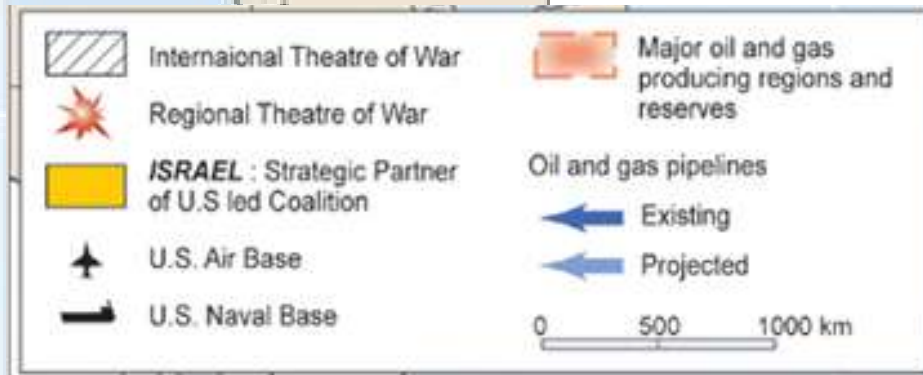 Internaional Theatre of War
Regional Theatre of War
ISRAEL : Strategic Partner
of U.S led Coalition
U.S. Air Base
U.S. Naval Base
Major oil and gas
producing regions and
reserves
Oil and gas pipelines
Existing
Projected
0 500 1000 km